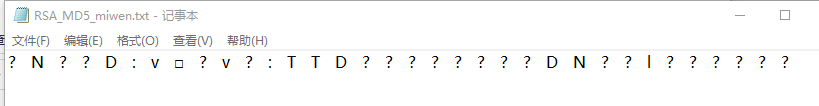 RSA_MD5_miwen.txt - 记事本
文件(F) 编辑(E) 格式(O) 查看(V) 帮助(H)
? N ? ? D : v □ ? v ? : T T D ? ? ? ? ? ? ? ? D N ? ? l ? ? ? ? ? ?